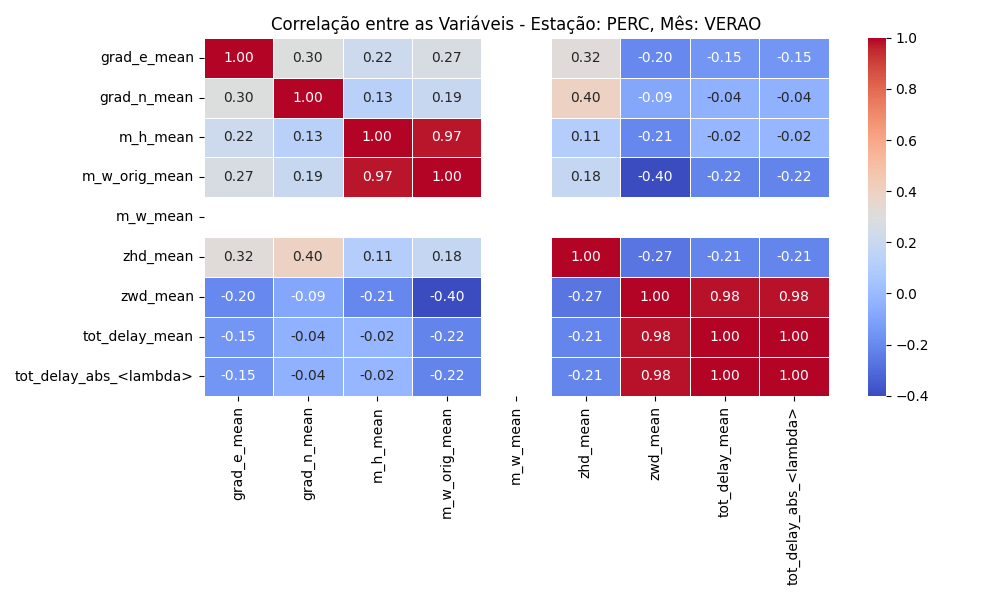 Correlação entre as Variáveis - Estação: PERC, Mês: VERAO
grad_e_mean 1.00 0.30 0.22 0.27 0.32 -0.20 -0.15 -0.15
grad_n_mean 0.30 1.00 0.13 0.19 0.40 -0.09 -0.04 -0.04
m_h_mean 0.22 0.13 1.00 0.97 0.11 -0.21 -0.02 -0.02
m_w_orig_mean 0.27 0.19 0.97 1.00 0.18 -0.40 -0.22 -0.22
m_w_mean
zhd_mean 0.32 0.40 0.11 0.18 1.00 -0.27 -0.21 -0.21
zwd_mean -0.20 -0.09 -0.21 -0.40 -0.27 1.00 0.98 0.98
tot_delay_mean -0.15 -0.04 -0.02 -0.22 -0.21 0.98 1.00 1.00
tot_delay_abs_<lambda> -0.15 -0.04 -0.02 -0.22 -0.21 0.98 1.00 1.00
grad_e_mean
grad_n_mean
m_h_mean
m_w_orig_mean
m_w_mean
zhd_mean
zwd_mean
tot_delay_mean
tot_delay_abs_<lambda>
1.0
0.8
0.6
0.4
0.2
0.0
−0.2
−0.4